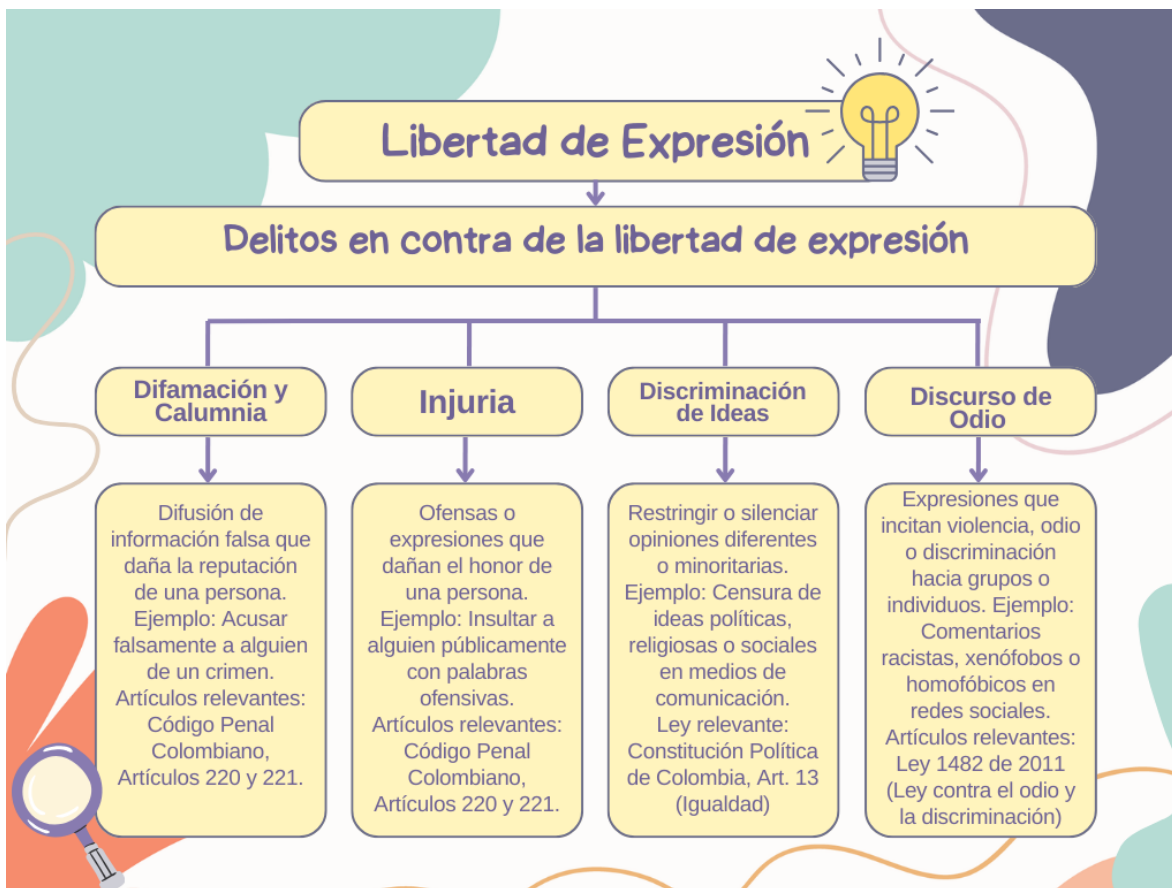 Libertad de Expresión
Delitos en contra de la libertad de expresión
Difamación y
Calumnia
Difusión de
información falsa que
daña la reputación
de una persona.
Ejemplo: Acusar
falsamente a alguien
de un crimen.
Artículos relevantes:
Código Penal
Colombiano,
Artículos 220 y 221.
Injuria
Ofensas o
expresiones que
dañan el honor de
una persona.
Ejemplo: Insultar a
alguien públicamente
con palabras
ofensivas.
Artículos relevantes:
Código Penal
Colombiano,
Artículos 220 y 221.
Discriminación
de Ideas
Restringir o silenciar
opiniones diferentes
o minoritarias.
Ejemplo: Censura de
ideas políticas,
religiosas o sociales
en medios de
comunicación.
Ley relevante:
Constitución Política
de Colombia, Art. 13
(Igualdad)
Discurso de
Odio
Expresiones que
incitan violencia, odio
o discriminación
hacia grupos o
individuos. Ejemplo:
Comentarios
racistas, xenófobos o
homofóbicos en
redes sociales.
Artículos relevantes:
Ley 1482 de 2011
(Ley contra el odio y
la discriminación)